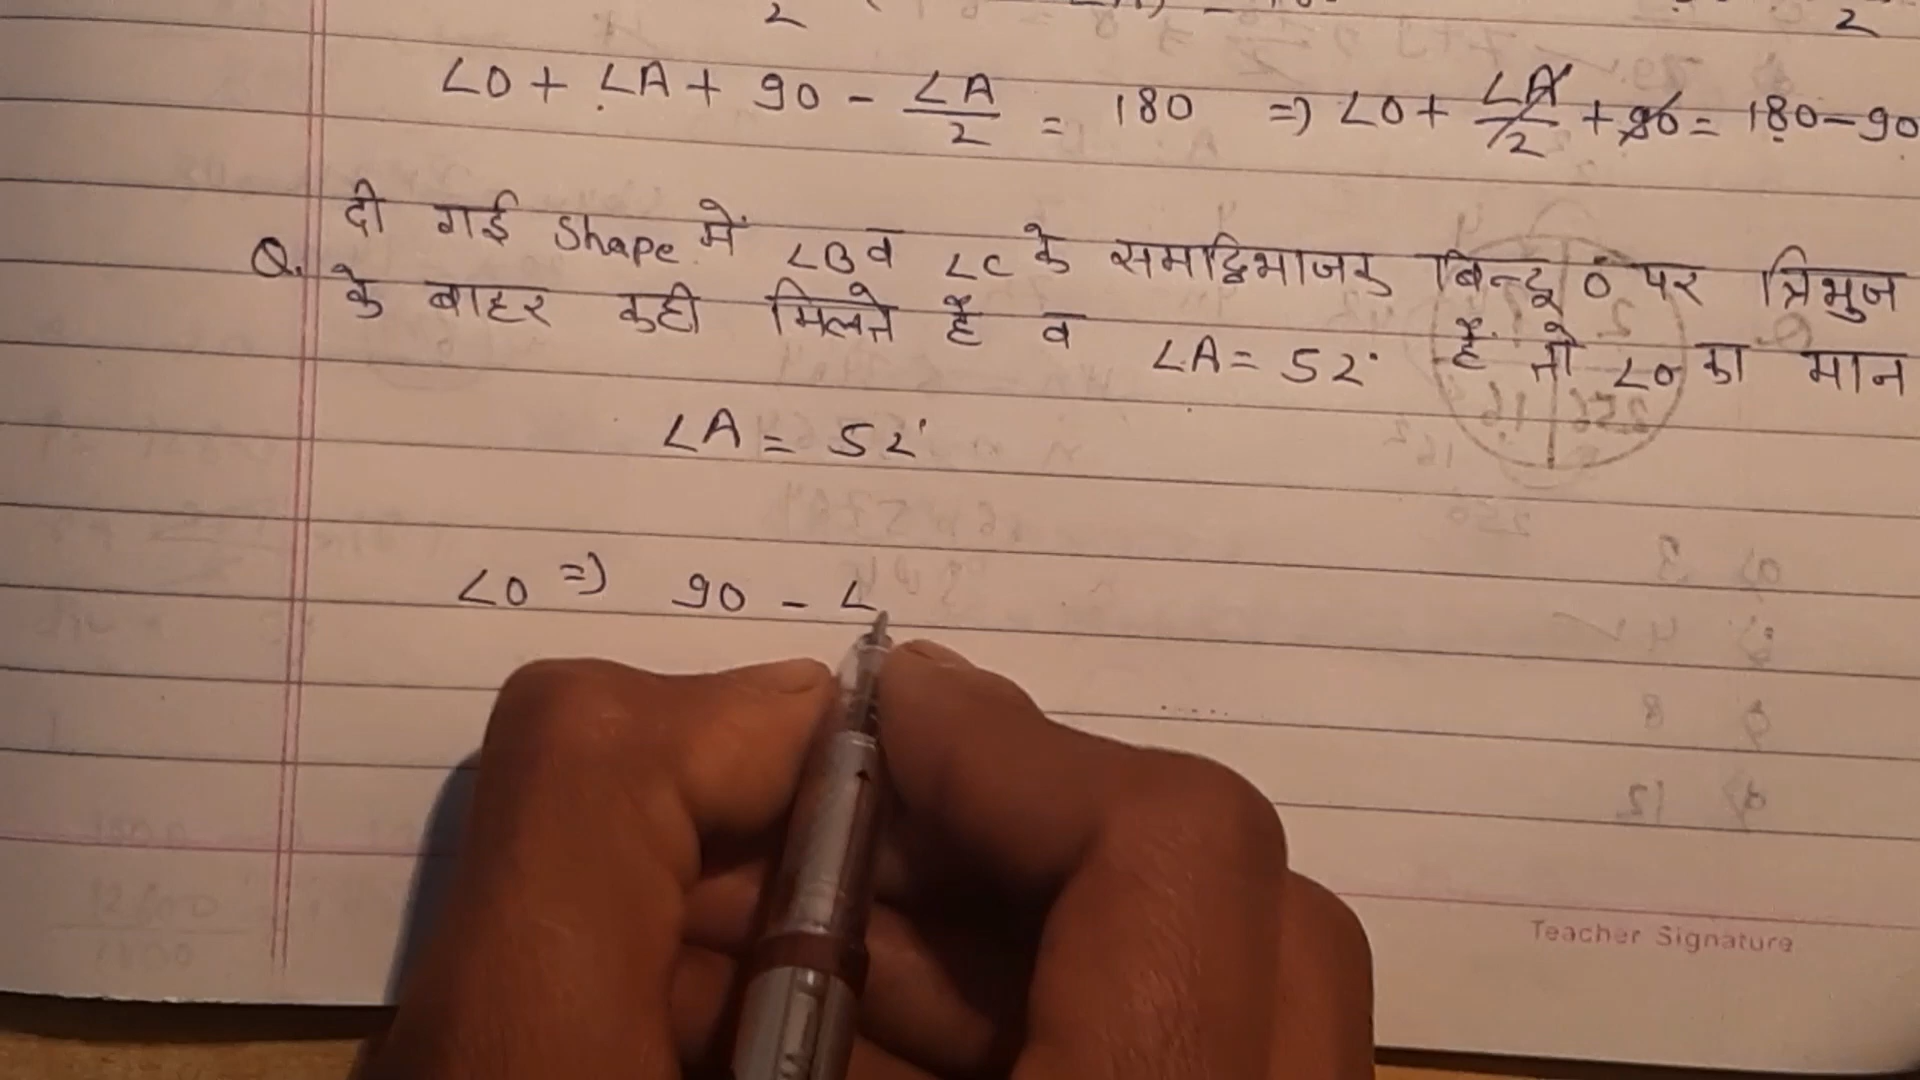 ∠O + ∠A + 90 - ∠A/2 = 180 => ∠O + ∠A/2 + 90 = 180 - 90
दी गई Shape में ∠B व ∠C के समद्विभाजक बिन्दू O पर त्रिभुज
Q. के बाहर कही मिलते है व ∠A = 52° है तो ∠O का मान
∠A = 52°
∠O => 90 - ∠
Teacher Signature